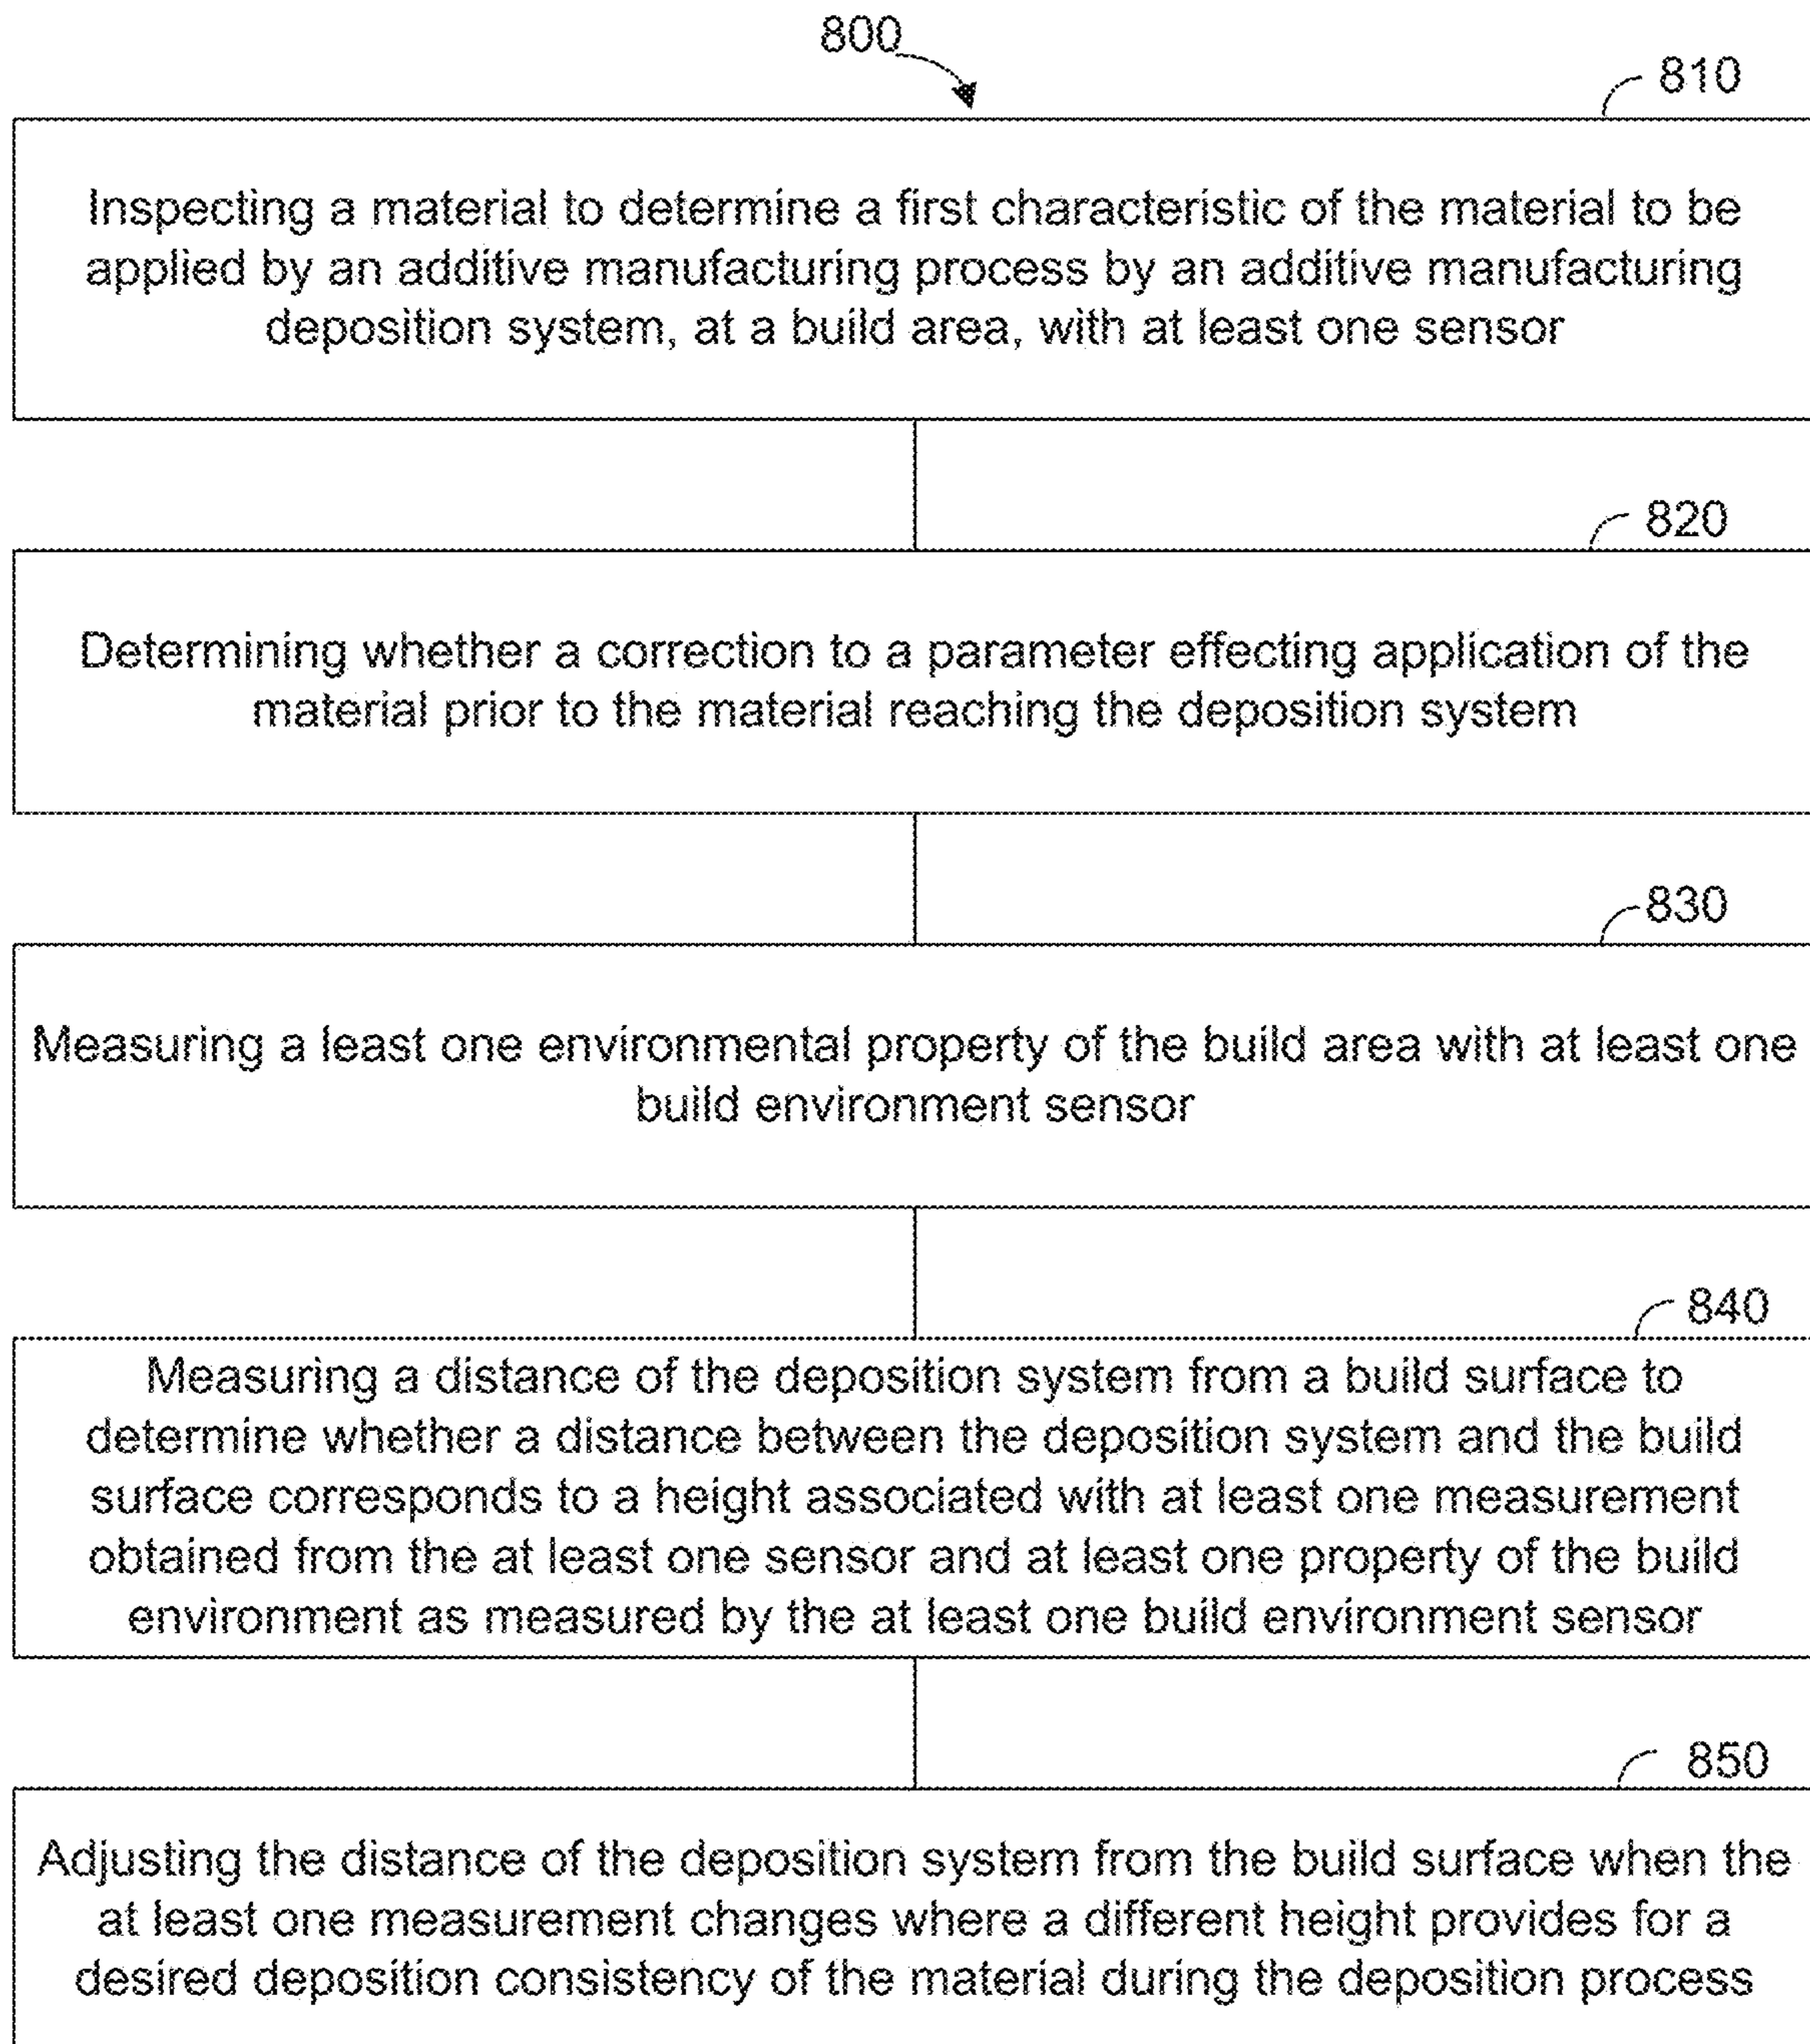 800
810
Inspecting a material to determine a first characteristic of the material to be
applied by an additive manufacturing process by an additive manufacturing
deposition system, at a build area, with at least one sensor
820
Determining whether a correction to a parameter effecting application of the
material prior to the material reaching the deposition system
830
Measuring a least one environmental property of the build area with at least one
build environment sensor
840
Measuring a distance of the deposition system from a build surface to
determine whether a distance between the deposition system and the build
surface corresponds to a height associated with at least one measurement
obtained from the at least one sensor and at least one property of the build
environment as measured by the at least one build environment sensor
850
Adjusting the distance of the deposition system from the build surface when the
at least one measurement changes where a different height provides for a
desired deposition consistency of the material during the deposition process